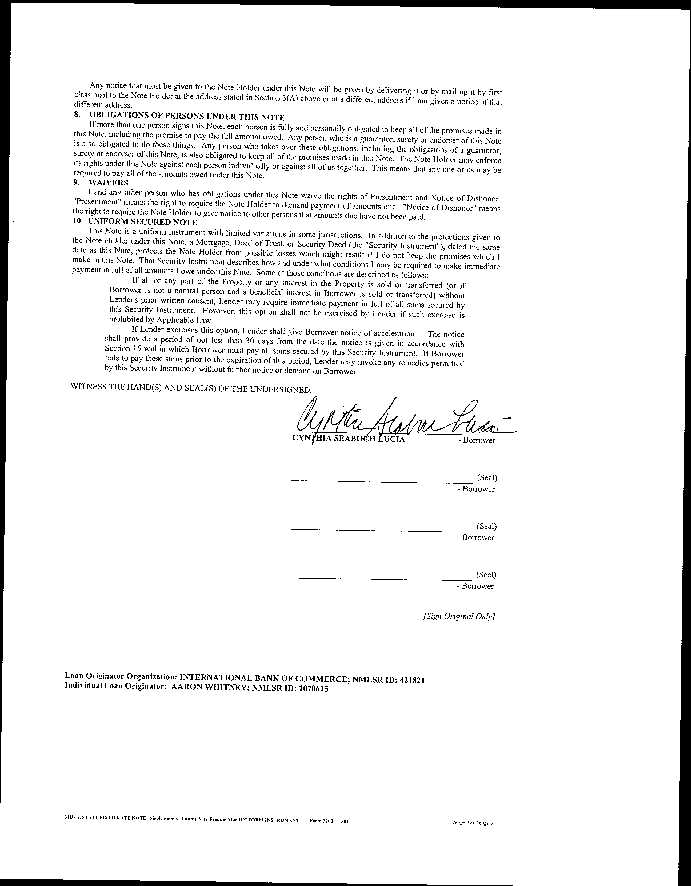 Any notice that must be given to the Note Holder under this Note will be given by delivering it or by mailing it by first
class mail to the Note Holder at the address stated in Section 3(A) above or at a different address if I am given a notice of that
different address.
8. OBLIGATIONS OF PERSONS UNDER THIS NOTE
If more than one person signs this Note, each person is fully and personally obligated to keep all of the promises made in
this Note, including the promise to pay the full amount owed. Any person who is a guarantor, surety or endorser of this Note
is also obligated to do these things. Any person who takes over these obligations, including the obligations of a guarantor,
surety or endorser of this Note, is also obligated to keep all of the promises made in this Note. The Note Holder may enforce
its rights under this Note against each person individually or against all of us together. This means that any one of us may be
required to pay all of the amounts owed under this Note.
9. WAIVERS
I and any other person who has obligations under this Note waive the rights of Presentment and Notice of Dishonor.
"Presentment" means the right to require the Note Holder to demand payment of amounts due. "Notice of Dishonor" means
the right to require the Note Holder to give notice to other persons that amounts due have not been paid.
10. UNIFORM SECURED NOTE
This Note is a uniform instrument with limited variations in some jurisdictions. In addition to the protections given to
the Note Holder under this Note, a Mortgage, Deed of Trust, or Security Deed (the "Security Instrument"), dated the same
date as this Note, protects the Note Holder from possible losses which might result if I do not keep the promises which I
make in this Note. That Security Instrument describes how and under what conditions I may be required to make immediate
payment in full of all amounts I owe under this Note. Some of those conditions are described as follows:
If all or any part of the Property or any Interest in the Property is sold or transferred (or if
Borrower is not a natural person and a beneficial interest in Borrower is sold or transferred) without
Lender's prior written consent, Lender may require immediate payment in full of all sums secured by
this Security Instrument. However, this option shall not be exercised by Lender if such exercise is
prohibited by Applicable Law.
If Lender exercises this option, Lender shall give Borrower notice of acceleration. The notice
shall provide a period of not less than 30 days from the date the notice is given in accordance with
Section 15 within which Borrower must pay all sums secured by this Security Instrument. If Borrower
fails to pay these sums prior to the expiration of this period, Lender may invoke any remedies permitted
by this Security Instrument without further notice or demand on Borrower.
WITNESS THE HAND(S) AND SEAL(S) OF THE UNDERSIGNED.
CYNTHIA SEABOCH LUCIA - Borrower
(Seal)
- Borrower
(Seal)
Borrower
(Seal)
- Borrower
[Sign Original Only]
Loan Originator Organization: INTERNATIONAL BANK OF COMMERCE; NMLSR ID: 421821
Individual Loan Originator: AARON WHITNEY; NMLSR ID: